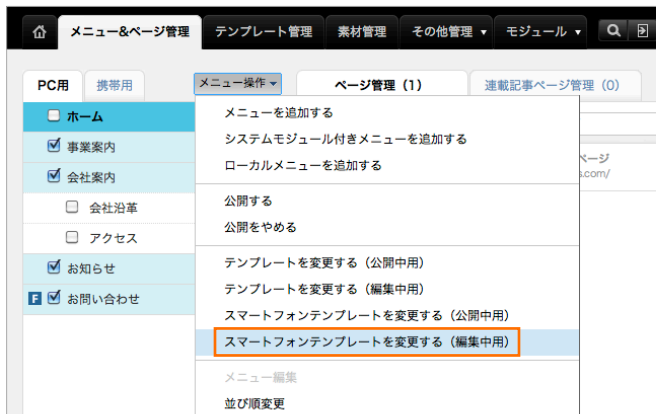 メニュー&ページ管理 テンプレート管理 素材管理 その他管理 ▼ モジュール ▼
PC用 携帯用 メニュー操作 ページ管理（1） 連載記事ページ管理（0）
ホーム
事業案内
会社案内
会社沿革
アクセス
お知らせ
F お問い合わせ
メニューを追加する
システムモジュール付きメニューを追加する
ローカルメニューを追加する
公開する
公開をやめる
テンプレートを変更する（公開中用）
テンプレートを変更する（編集中用）
スマートフォンテンプレートを変更する（公開中用）
スマートフォンテンプレートを変更する（編集中用）
メニュー編集
並び順変更
ページ
s.com/